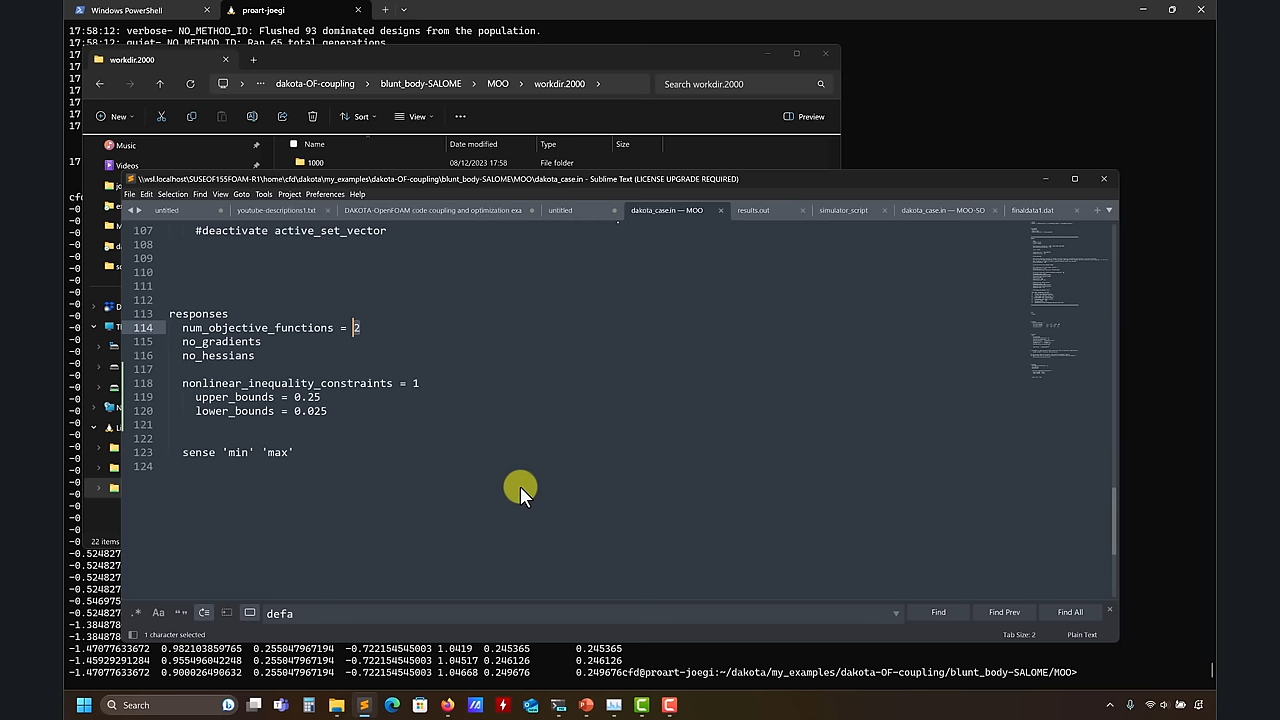 Windows PowerShell
proart-joegi
17:58:12: verbose- NO_METHOD_ID: Flushed 93 dominated designs from the population.
17:58:12: quiet- NO_METHOD_ID: Ran 65 total generations
workdir.2000
dakota-OF-coupling
blunt_body-SALOME
MOO
workdir.2000
Search workdir.2000
New
Sort
View
Preview
Music
Name
Date modified
Type
Size
Videos
1000
08/12/2023 17:58
File folder
\\wsl.localhost\SUSEOF155FOAM-R1\home\cfd\dakota\my_examples\dakota-OF-coupling\blunt_body-SALOME\MOO\dakota_case.in - Sublime Text (LICENSE UPGRADE REQUIRED)
File Edit Selection Find View Goto Tools Project Preferences Help
untitled
youtube-descriptions1.txt
DAKOTA-OpenFOAM code coupling and optimization exa
untitled
dakota_case.in — MOO
results.out
simulator_script
dakota_case.in — MOO-SO
finaldata1.dat
107 #deactivate active_set_vector
108
109
110
111
112
113 responses
114 num_objective_functions = 2
115 no_gradients
116 no_hessians
117
118 nonlinear_inequality_constraints = 1
119 upper_bounds = 0.25
120 lower_bounds = 0.025
121
122
123 sense 'min' 'max'
124
22 items
-0.524827
-0.524827
-0.524827
-0.546975
-0.524827
-1.384878
-1.384878
defa
Find
Find Prev
Find All
1 character selected
Tab Size: 2
Plain Text
-1.47077633672 0.982103859765 0.255047967194 -0.722154545003 1.0419 0.245365 0.245365
-1.45929291284 0.955496042248 0.255047967194 -0.722154545003 1.04517 0.246126 0.246126
-1.47077633672 0.900026490632 0.255047967194 -0.722154545003 1.04668 0.249676 0.249676cfd@proart-joegi:~/dakota/my_examples/dakota-OF-coupling/blunt_body-SALOME/MOO>
Search